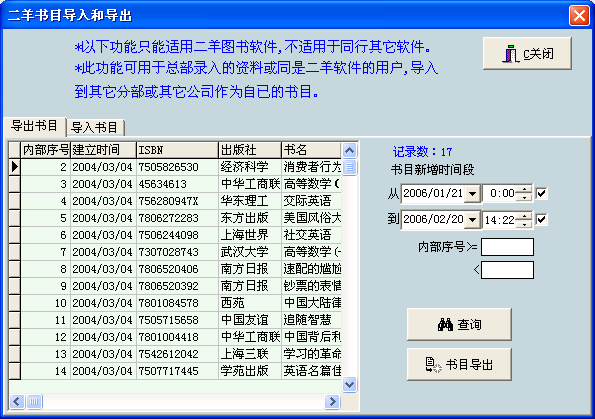 二羊书目导入和导出
*以下功能只能适用二羊图书软件,不适用于同行其它软件。
*此功能可用于总部录入的资料或同是二羊软件的用户,导入
到其它分部或其它公司作为自已的书目。
C关闭
导出书目 导入书目
内部序号 建立时间 ISBN 出版社 书名
2 2004/03/04 7505826530 经济科学 消费者行为
3 2004/03/04 45634613 中华工商联 高等数学(
4 2004/03/04 756280947X 华东理工 交际英语
5 2004/03/04 7806272283 东方出版 美国风俗大
6 2004/03/04 7506244098 上海世界 社交英语
7 2004/03/04 7307028743 武汉大学 高等数学(-
8 2004/03/04 7806520406 南方日报 速配的尴尬
9 2004/03/04 7806520392 南方日报 钞票的表情
10 2004/03/04 7801084578 西苑 中国大陆律
11 2004/03/04 7505715658 中国友谊 追随智慧
12 2004/03/04 7801004418 中华工商联 中国背后利
13 2004/03/04 7542612042 上海三联 学习的革命
14 2004/03/04 7507717445 学苑出版 英语名篇佳
记录数：17
书目新增时间段
从 2006/01/21 0:00
到 2006/02/20 14:22
内部序号>=
<
查询
书目导出